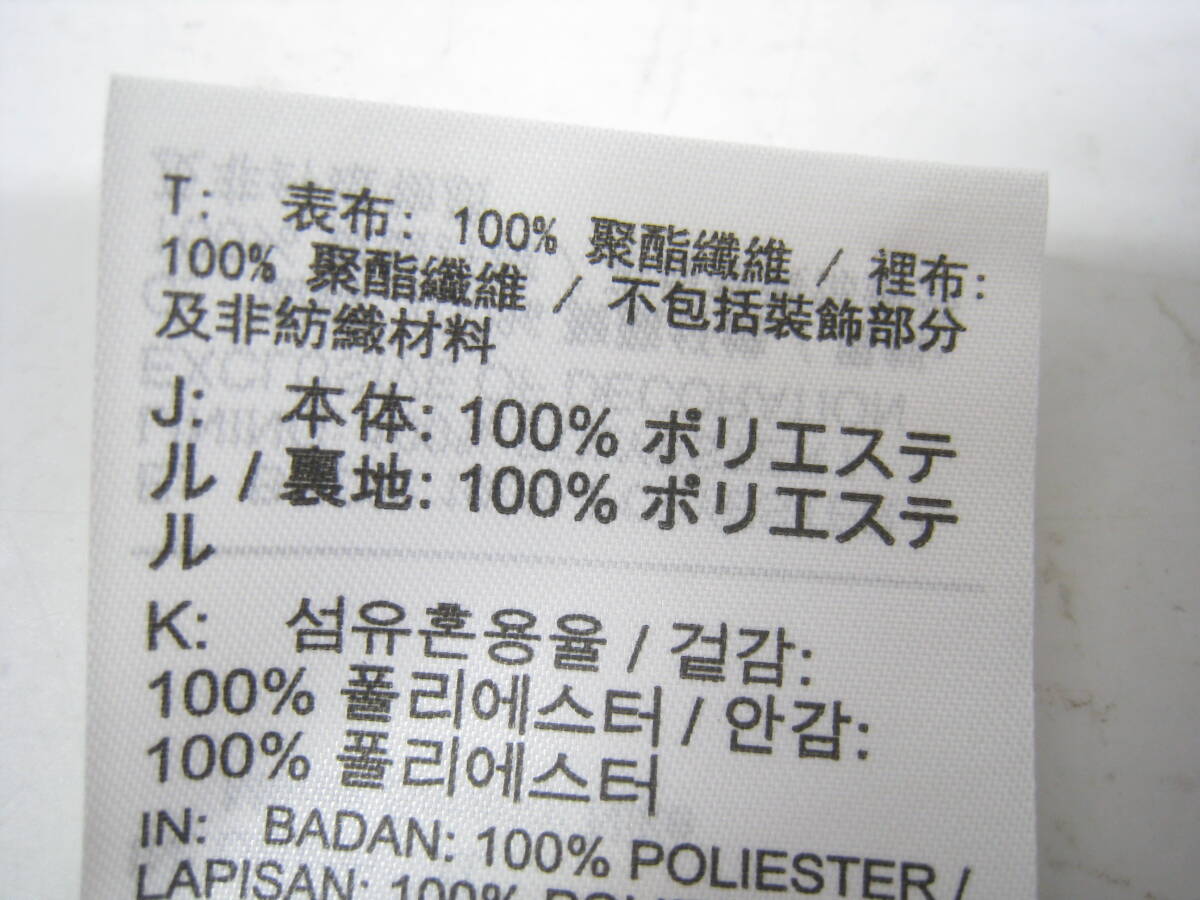 T: 表布: 100% 聚酯纖維 / 裡布:
100% 聚酯纖維 / 不包括裝飾部分
及非紡織材料
J: 本体: 100% ポリエステ
ル / 裏地: 100% ポリエステ
ル
K: 섬유혼용율 / 겉감:
100% 폴리에스터 / 안감:
100% 폴리에스터
IN: BADAN: 100% POLIESTER /
LAPISAN: 100%